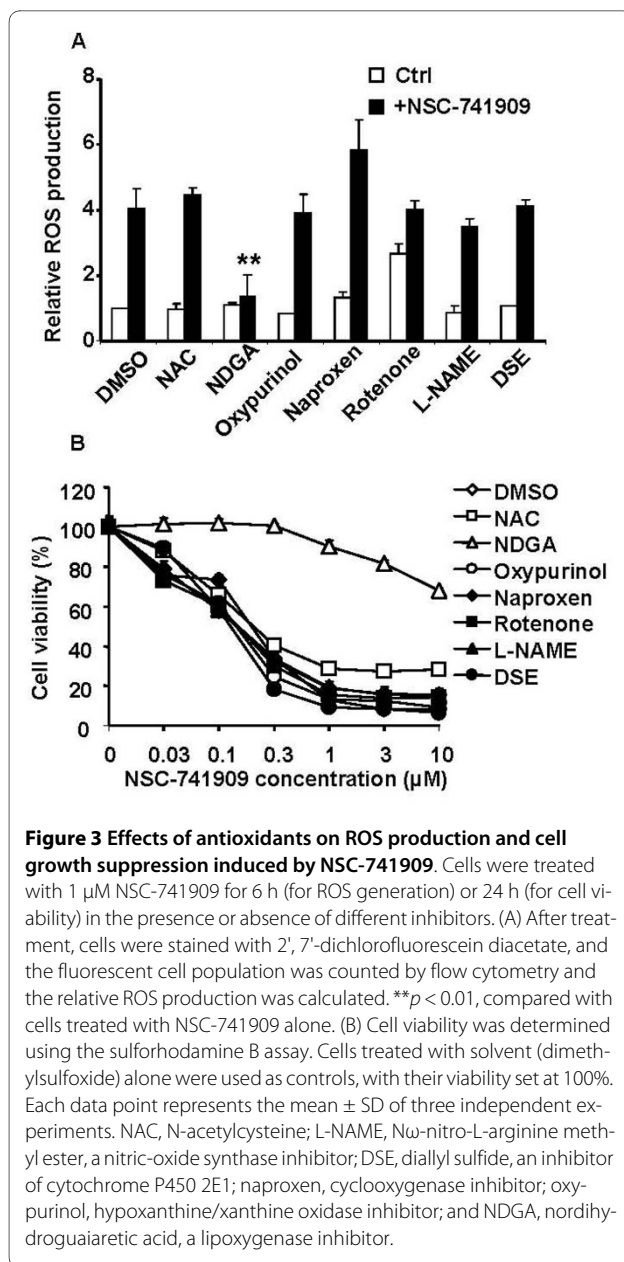 A
Ctrl
+NSC-741909
8
6
4
2
0
Relative ROS production
**
DMSO
NAC
NDGA
Oxypurinol
Naproxen
Rotenone
L-NAME
DSE
B
120
100
80
60
40
20
0
Cell viability (%)
DMSO
NAC
NDGA
Oxypurinol
Naproxen
Rotenone
L-NAME
DSE
0 0.03 0.1 0.3 1 3 10
NSC-741909 concentration (µM)
Figure 3 Effects of antioxidants on ROS production and cell
growth suppression induced by NSC-741909. Cells were treated
with 1 μM NSC-741909 for 6 h (for ROS generation) or 24 h (for cell vi-
ability) in the presence or absence of different inhibitors. (A) After treat-
ment, cells were stained with 2', 7'-dichlorofluorescein diacetate, and
the fluorescent cell population was counted by flow cytometry and
the relative ROS production was calculated. **p < 0.01, compared with
cells treated with NSC-741909 alone. (B) Cell viability was determined
using the sulforhodamine B assay. Cells treated with solvent (dimeth-
ylsulfoxide) alone were used as controls, with their viability set at 100%.
Each data point represents the mean ± SD of three independent ex-
periments. NAC, N-acetylcysteine; L-NAME, Nω-nitro-L-arginine meth-
yl ester, a nitric-oxide synthase inhibitor; DSE, diallyl sulfide, an inhibitor
of cytochrome P450 2E1; naproxen, cyclooxygenase inhibitor; oxy-
purinol, hypoxanthine/xanthine oxidase inhibitor; and NDGA, nordihy-
droguaiaretic acid, a lipoxygenase inhibitor.